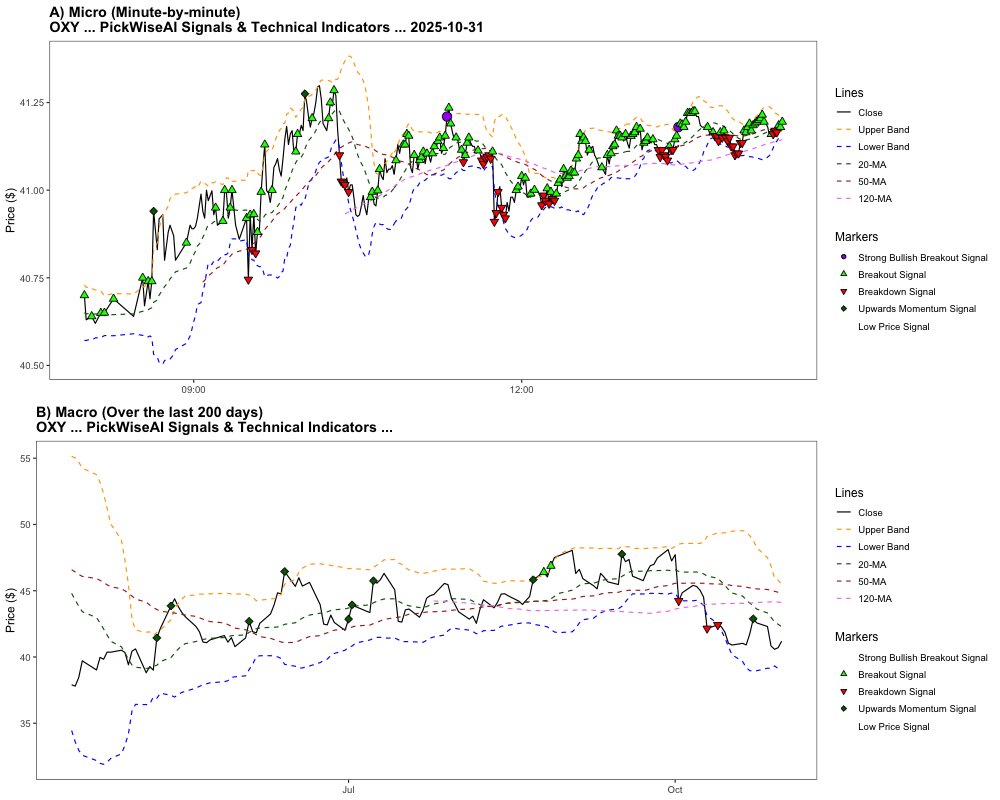 A) Micro (Minute-by-minute)
OXY ... PickWiseAI Signals & Technical Indicators ... 2025-10-31
Price ($)
41.25
41.00
40.75
40.50
09:00
12:00
Lines
Close
Upper Band
Lower Band
20-MA
50-MA
120-MA
Markers
Strong Bullish Breakout Signal
Breakout Signal
Breakdown Signal
Upwards Momentum Signal
Low Price Signal
B) Macro (Over the last 200 days)
OXY ... PickWiseAI Signals & Technical Indicators ...
Price ($)
55
50
45
40
35
Jul
Oct
Lines
Close
Upper Band
Lower Band
20-MA
50-MA
120-MA
Markers
Strong Bullish Breakout Signal
Breakout Signal
Breakdown Signal
Upwards Momentum Signal
Low Price Signal